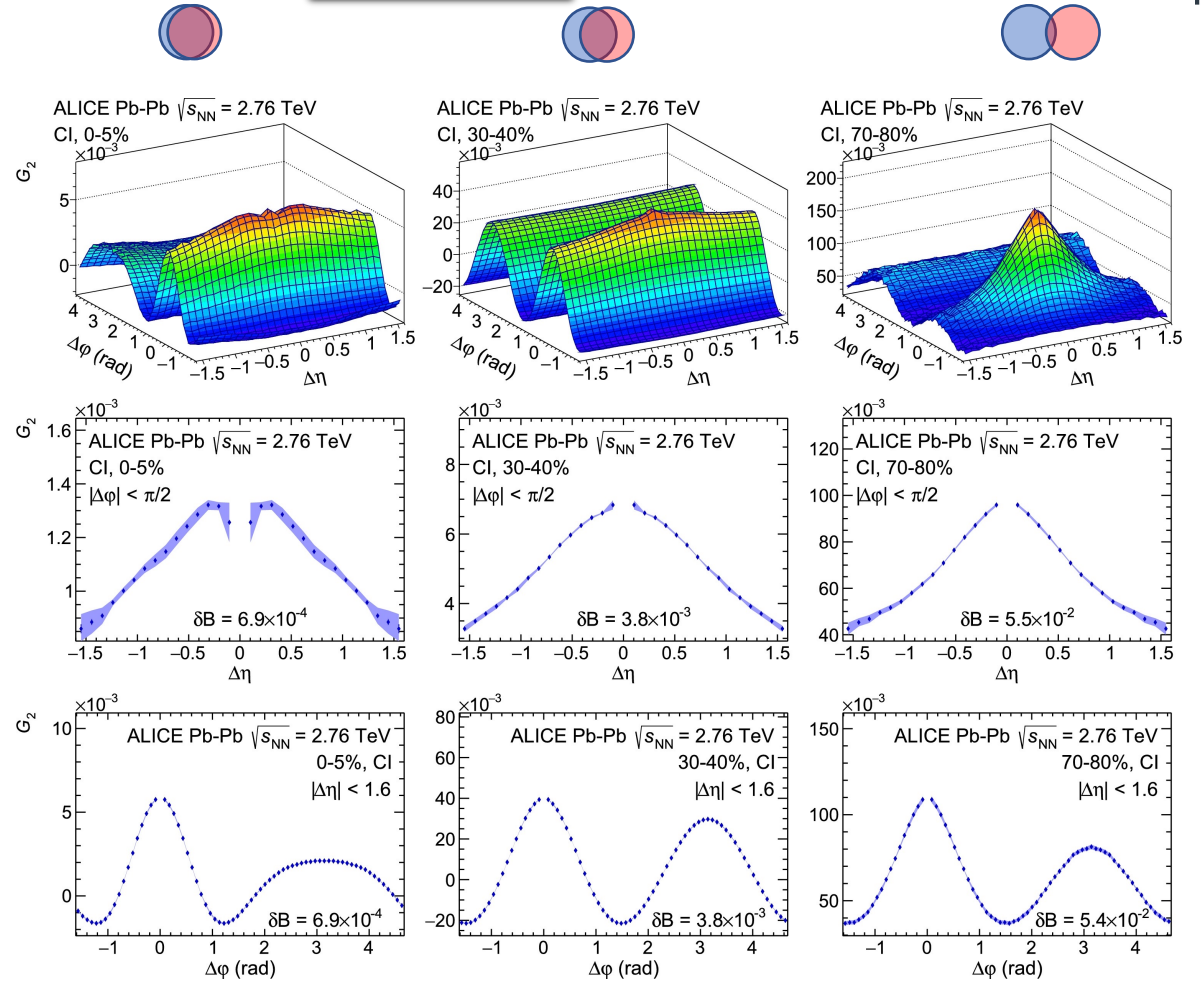 ALICE Pb-Pb √sNN = 2.76 TeV
CI, 0-5%
×10⁻³
G₂
5
0
4 3 2 1 0 −1
Δφ (rad)
−1.5 −1 −0.5 0 0.5 1 1.5
Δη
ALICE Pb-Pb √sNN = 2.76 TeV
CI, 30-40%
×10⁻³
40
20
0
−20
4 3 2 1 0 −1
Δφ (rad)
−1.5 −1 −0.5 0 0.5 1 1.5
Δη
ALICE Pb-Pb √sNN = 2.76 TeV
CI, 70-80%
×10⁻³
200
150
100
50
4 3 2 1 0 −1
Δφ (rad)
−1.5 −1 −0.5 0 0.5 1 1.5
Δη
×10⁻³
G₂
1.6
1.4
1.2
1
ALICE Pb-Pb √sNN = 2.76 TeV
CI, 0-5%
|Δφ| < π/2
δB = 6.9×10⁻⁴
−1.5 −1 −0.5 0 0.5 1 1.5
Δη
×10⁻³
8
6
4
ALICE Pb-Pb √sNN = 2.76 TeV
CI, 30-40%
|Δφ| < π/2
δB = 3.8×10⁻³
−1.5 −1 −0.5 0 0.5 1 1.5
Δη
×10⁻³
120
100
80
60
40
ALICE Pb-Pb √sNN = 2.76 TeV
CI, 70-80%
|Δφ| < π/2
δB = 5.5×10⁻²
−1.5 −1 −0.5 0 0.5 1 1.5
Δη
×10⁻³
G₂
10
5
0
ALICE Pb-Pb √sNN = 2.76 TeV
0-5%, CI
|Δη| < 1.6
δB = 6.9×10⁻⁴
−1 0 1 2 3 4
Δφ (rad)
×10⁻³
80
60
40
20
0
−20
ALICE Pb-Pb √sNN = 2.76 TeV
30-40%, CI
|Δη| < 1.6
δB = 3.8×10⁻³
−1 0 1 2 3 4
Δφ (rad)
×10⁻³
150
100
50
ALICE Pb-Pb √sNN = 2.76 TeV
70-80%, CI
|Δη| < 1.6
δB = 5.4×10⁻²
−1 0 1 2 3 4
Δφ (rad)